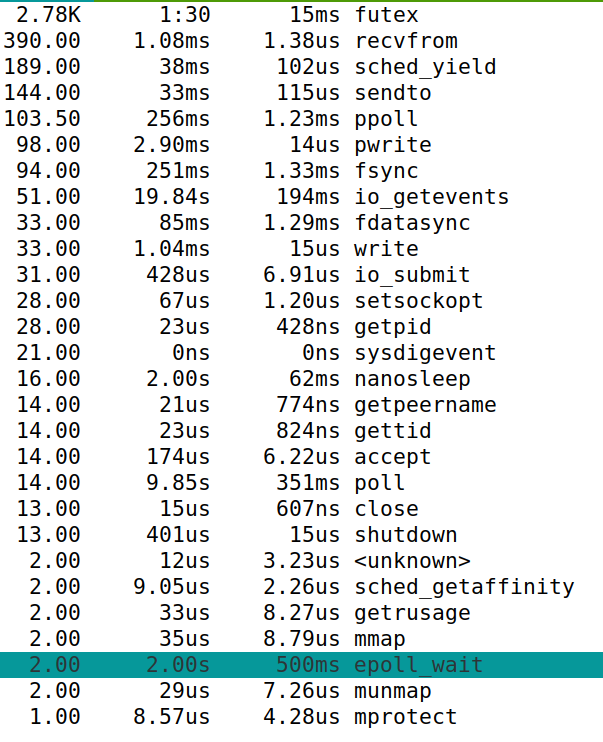 2.78K 1:30 15ms futex
390.00 1.08ms 1.38us recvfrom
189.00 38ms 102us sched_yield
144.00 33ms 115us sendto
103.50 256ms 1.23ms ppoll
98.00 2.90ms 14us pwrite
94.00 251ms 1.33ms fsync
51.00 19.84s 194ms io_getevents
33.00 85ms 1.29ms fdatasync
33.00 1.04ms 15us write
31.00 428us 6.91us io_submit
28.00 67us 1.20us setsockopt
28.00 23us 428ns getpid
21.00 0ns 0ns sysdigevent
16.00 2.00s 62ms nanosleep
14.00 21us 774ns getpeername
14.00 23us 824ns gettid
14.00 174us 6.22us accept
14.00 9.85s 351ms poll
13.00 15us 607ns close
13.00 401us 15us shutdown
2.00 12us 3.23us <unknown>
2.00 9.05us 2.26us sched_getaffinity
2.00 33us 8.27us getrusage
2.00 35us 8.79us mmap
2.00 2.00s 500ms epoll_wait
2.00 29us 7.26us munmap
1.00 8.57us 4.28us mprotect